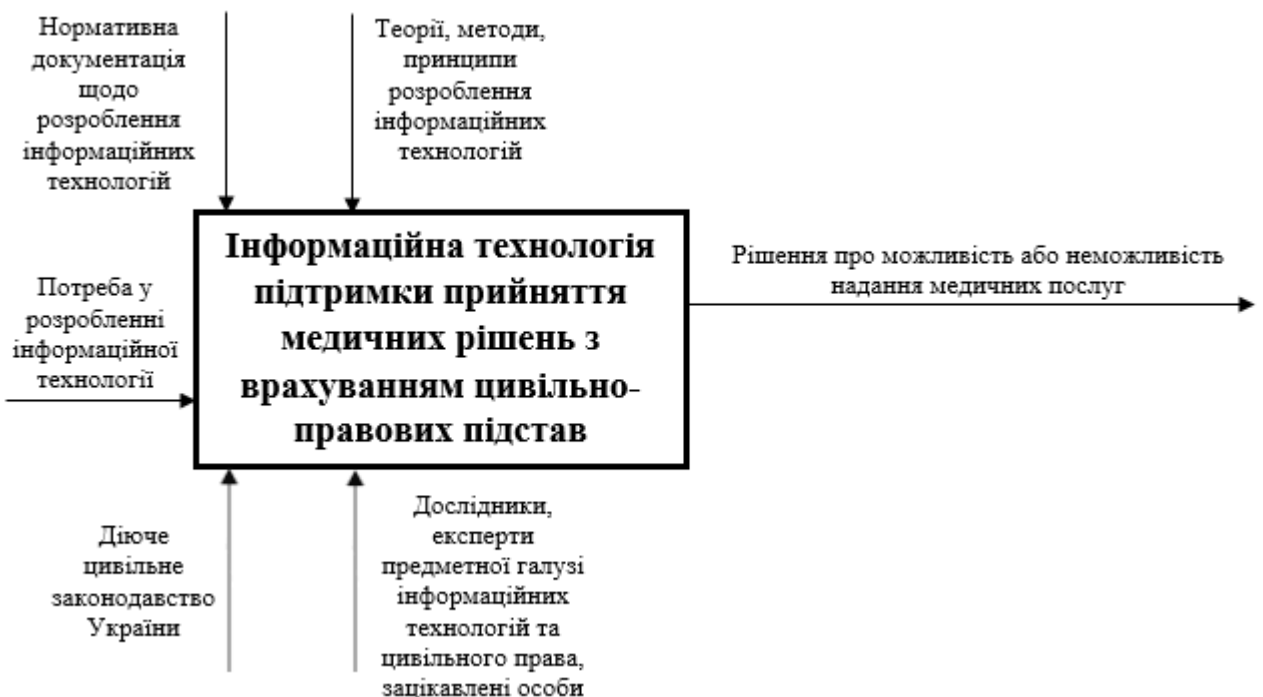 Нормативна
документація
щодо
розроблення
інформаційних
технологій
Теорії, методи,
принципи
розроблення
інформаційних
технологій
Інформаційна технологія
підтримки прийняття
медичних рішень з
врахуванням цивільно-
правових підстав
Рішення про можливість або неможливість
надання медичних послуг
Потреба у
розробленні
інформаційної
технології
Діюче
цивільне
законодавство
України
Дослідники,
експерти
предметної галузі
інформаційних
технологій та
цивільного права,
зацікавлені особи